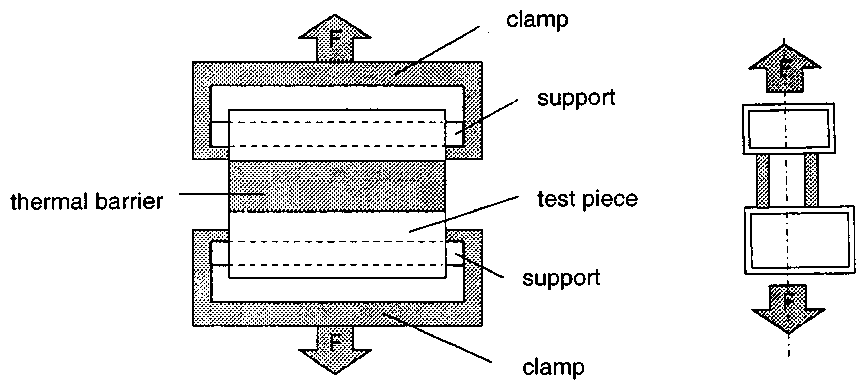 F
clamp
F
support
thermal barrier
test piece
support
F
F
clamp